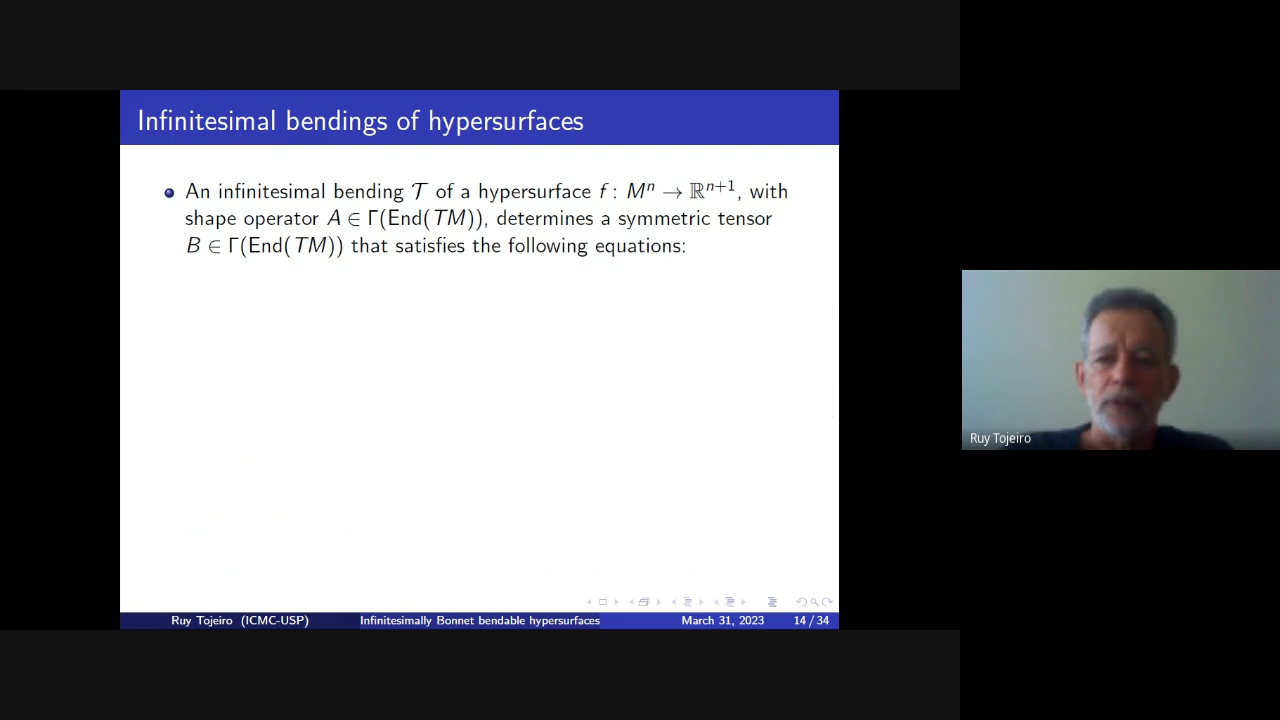 Infinitesimal bendings of hypersurfaces
An infinitesimal bending 𝒯 of a hypersurface f : Mⁿ → ℝⁿ⁺¹, with
shape operator A ∈ Γ(End(TM)), determines a symmetric tensor
B ∈ Γ(End(TM)) that satisfies the following equations:
Ruy Tojeiro
Ruy Tojeiro (ICMC-USP) Infinitesimally Bonnet bendable hypersurfaces March 31, 2023 14 / 34